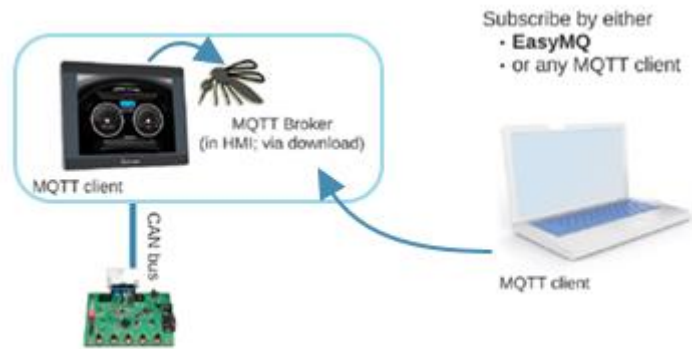 Subscribe by either
• EasyMQ
• or any MQTT client
MQTT Broker
(in HMI; via download)
MQTT client
CAN bus
MQTT client